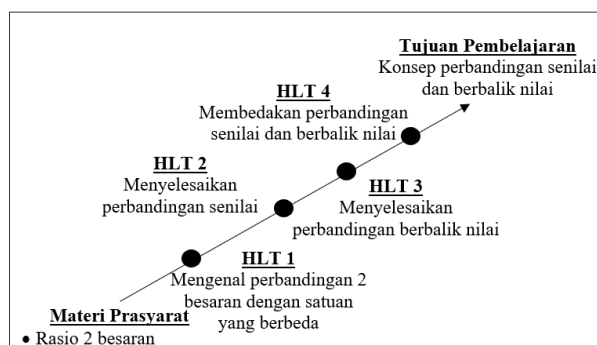 Tujuan Pembelajaran
Konsep perbandingan senilai
dan berbalik nilai
HLT 4
Membedakan perbandingan
senilai dan berbalik nilai
HLT 2
Menyelesaikan
perbandingan senilai
HLT 3
Menyelesaikan
perbandingan berbalik nilai
HLT 1
Mengenal perbandingan 2
besaran dengan satuan
yang berbeda
Materi Prasyarat
• Rasio 2 besaran